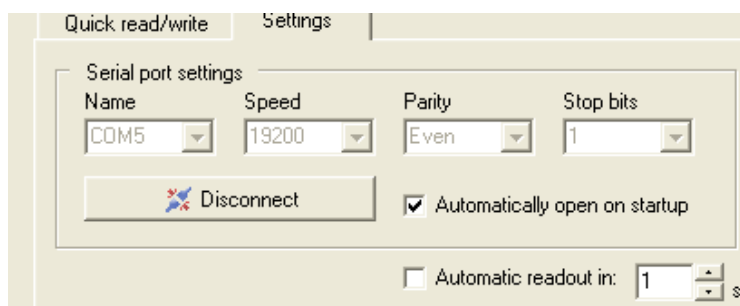 Quick read/write Settings
Serial port settings
Name Speed Parity Stop bits
COM5 19200 Even 1
Disconnect Automatically open on startup
Automatic readout in: 1 s